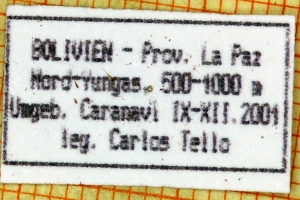 BOLIVIEN - Prov. La Paz
Nord-Yungas, 500-1000 m
Umgeb. Caranavi IX-XII.2001
leg. Carlos Tello